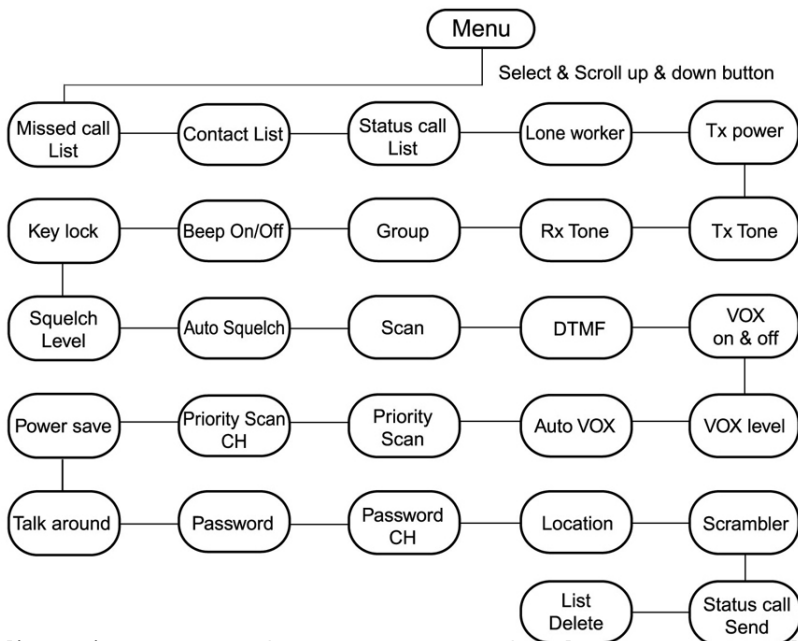 Menu
Select & Scroll up & down button
Missed call
List
Contact List
Status call
List
Lone worker
Tx power
Key lock
Beep On/Off
Group
Rx Tone
Tx Tone
Squelch
Level
Auto Squelch
Scan
DTMF
VOX
on & off
Power save
Priority Scan
CH
Priority
Scan
Auto VOX
VOX level
Talk around
Password
Password
CH
Location
Scrambler
List
Delete
Status call
Send